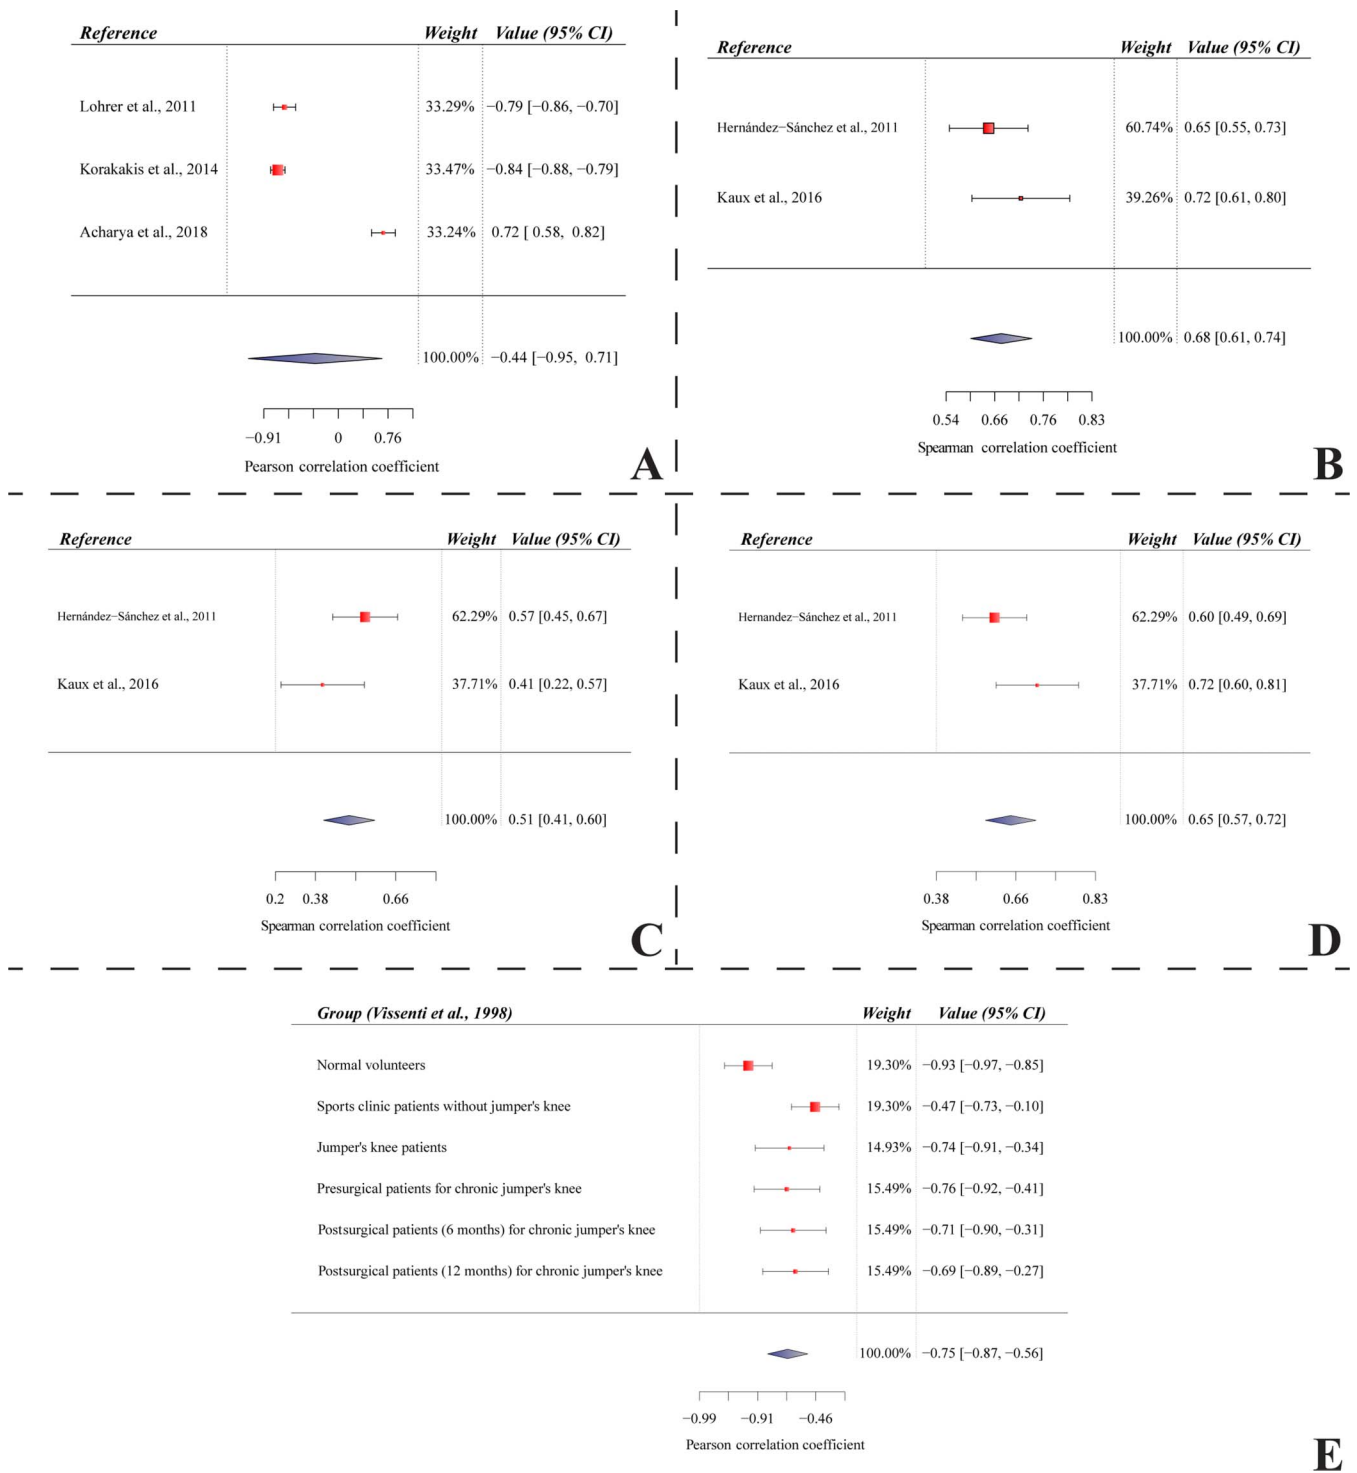 Reference Weight Value (95% CI)
Lohrer et al., 2011 33.29% −0.79 [−0.86, −0.70]
Korakakis et al., 2014 33.47% −0.84 [−0.88, −0.79]
Acharya et al., 2018 33.24% 0.72 [ 0.58, 0.82]
100.00% −0.44 [−0.95, 0.71]
−0.91 0 0.76
Pearson correlation coefficient
A
Reference Weight Value (95% CI)
Hernández−Sánchez et al., 2011 60.74% 0.65 [0.55, 0.73]
Kaux et al., 2016 39.26% 0.72 [0.61, 0.80]
100.00% 0.68 [0.61, 0.74]
0.54 0.66 0.76 0.83
Spearman correlation coefficient
B
Reference Weight Value (95% CI)
Hernández−Sánchez et al., 2011 62.29% 0.57 [0.45, 0.67]
Kaux et al., 2016 37.71% 0.41 [0.22, 0.57]
100.00% 0.51 [0.41, 0.60]
0.2 0.38 0.66
Spearman correlation coefficient
C
Reference Weight Value (95% CI)
Hernandez−Sánchez et al., 2011 62.29% 0.60 [0.49, 0.69]
Kaux et al., 2016 37.71% 0.72 [0.60, 0.81]
100.00% 0.65 [0.57, 0.72]
0.38 0.66 0.83
Spearman correlation coefficient
D
Group (Vissenti et al., 1998) Weight Value (95% CI)
Normal volunteers 19.30% −0.93 [−0.97, −0.85]
Sports clinic patients without jumper's knee 19.30% −0.47 [−0.73, −0.10]
Jumper's knee patients 14.93% −0.74 [−0.91, −0.34]
Presurgical patients for chronic jumper's knee 15.49% −0.76 [−0.92, −0.41]
Postsurgical patients (6 months) for chronic jumper's knee 15.49% −0.71 [−0.90, −0.31]
Postsurgical patients (12 months) for chronic jumper's knee 15.49% −0.69 [−0.89, −0.27]
100.00% −0.75 [−0.87, −0.56]
−0.99 −0.91 −0.46
Pearson correlation coefficient
E